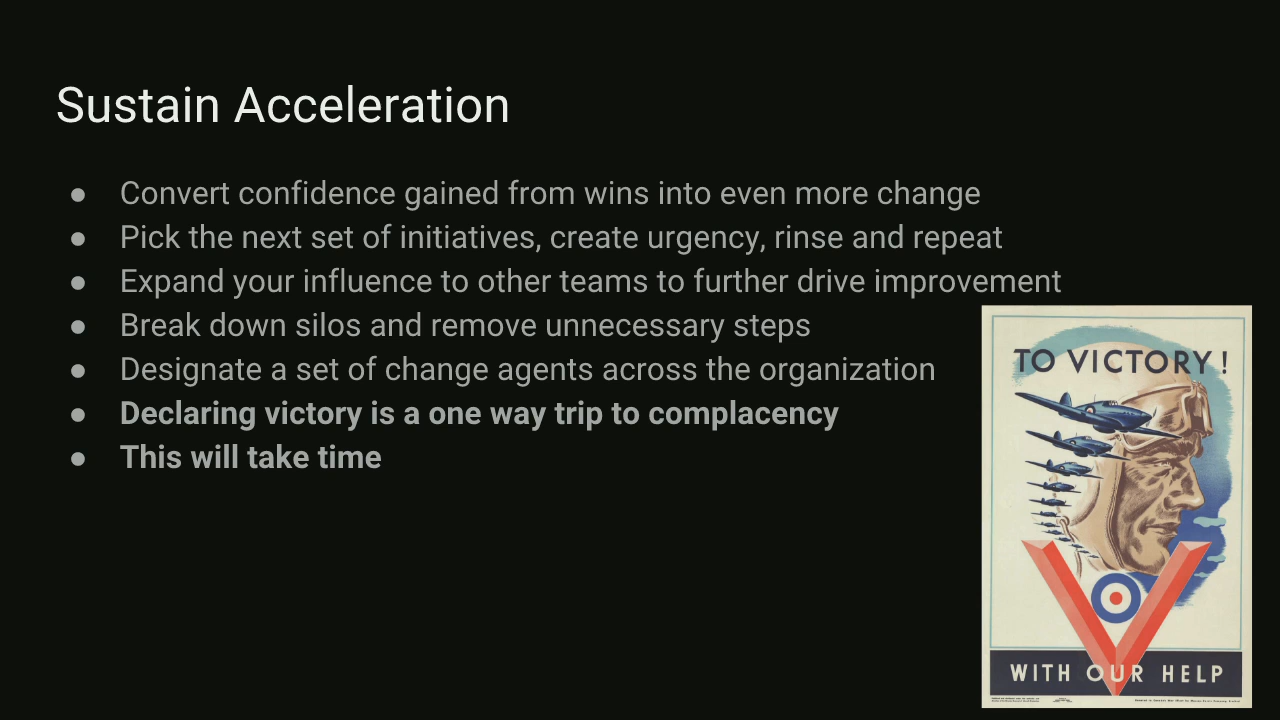 Sustain Acceleration
● Convert confidence gained from wins into even more change
● Pick the next set of initiatives, create urgency, rinse and repeat
● Expand your influence to other teams to further drive improvement
● Break down silos and remove unnecessary steps
● Designate a set of change agents across the organization
● Declaring victory is a one way trip to complacency
● This will take time
TO VICTORY!
WITH OUR HELP